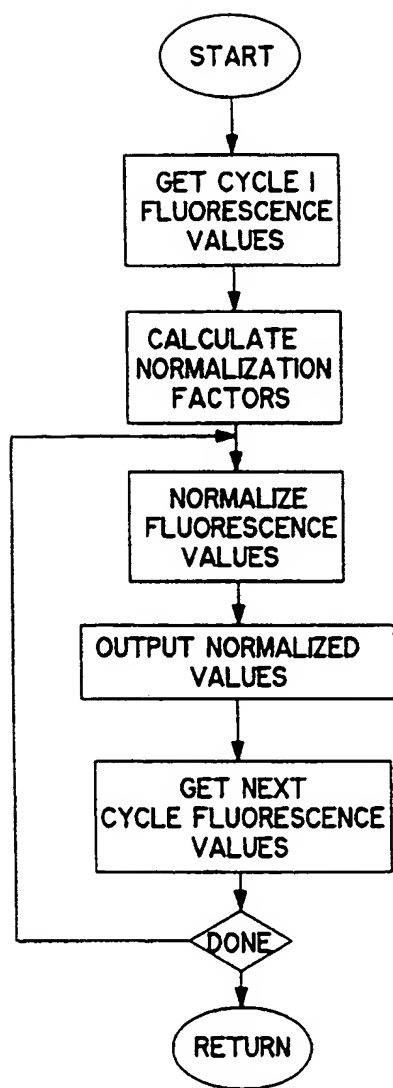 START
GET CYCLE I
FLUORESCENCE
VALUES
CALCULATE
NORMALIZATION
FACTORS
NORMALIZE
FLUORESCENCE
VALUES
OUTPUT NORMALIZED
VALUES
GET NEXT
CYCLE FLUORESCENCE
VALUES
DONE
RETURN